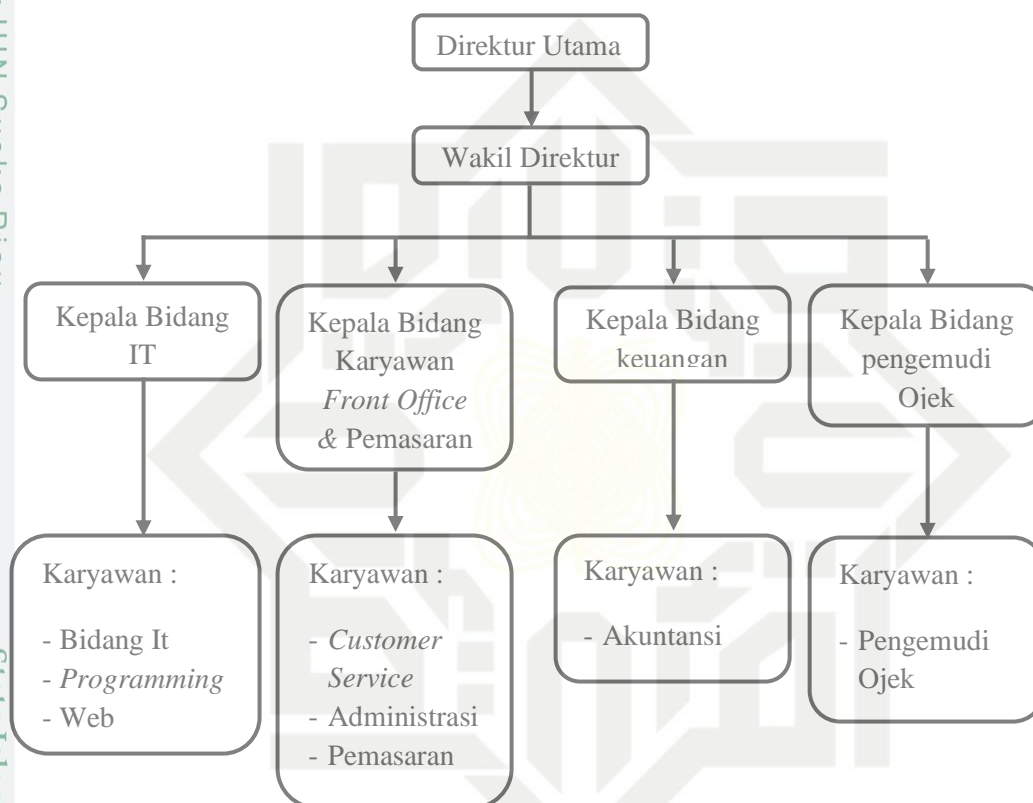 Direktur Utama
Wakil Direktur
Kepala Bidang
IT
Kepala Bidang
Karyawan
Front Office
& Pemasaran
Kepala Bidang
keuangan
Kepala Bidang
pengemudi
Ojek
Karyawan :
- Bidang It
- Programming
- Web
Karyawan :
- Customer
Service
- Administrasi
- Pemasaran
Karyawan :
- Akuntansi
Karyawan :
- Pengemudi
Ojek